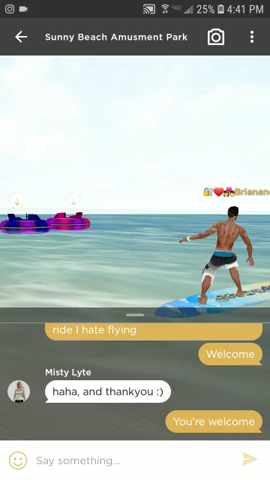 25% 4:41 PM
Sunny Beach Amusment Park
Brianan
ride I hate flying
Welcome
Misty Lyte
haha, and thankyou :)
You're welcome
Say something...